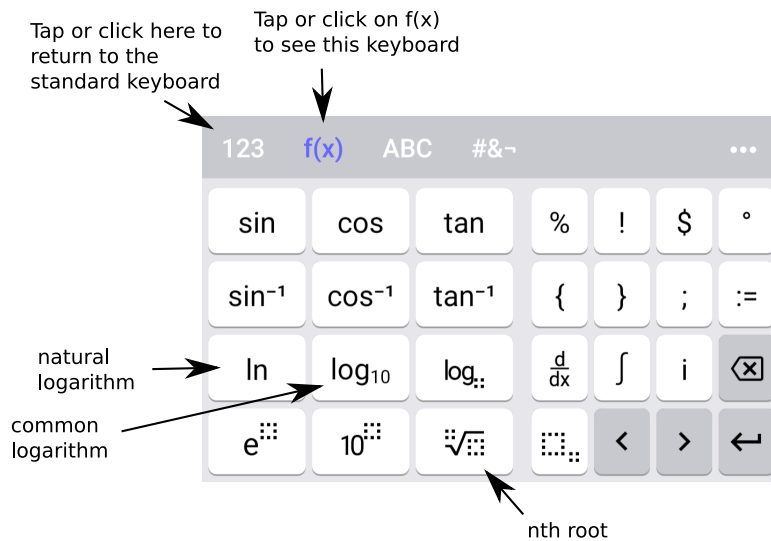 Tap or click here to
return to the
standard keyboard
Tap or click on f(x)
to see this keyboard
123 f(x) ABC #&¬ •••
sin cos tan % ! $ °
sin⁻¹ cos⁻¹ tan⁻¹ { } ; :=
natural
logarithm
ln log₁₀ log d/dx ∫ i
common
logarithm
e 10 √ < >
nth root